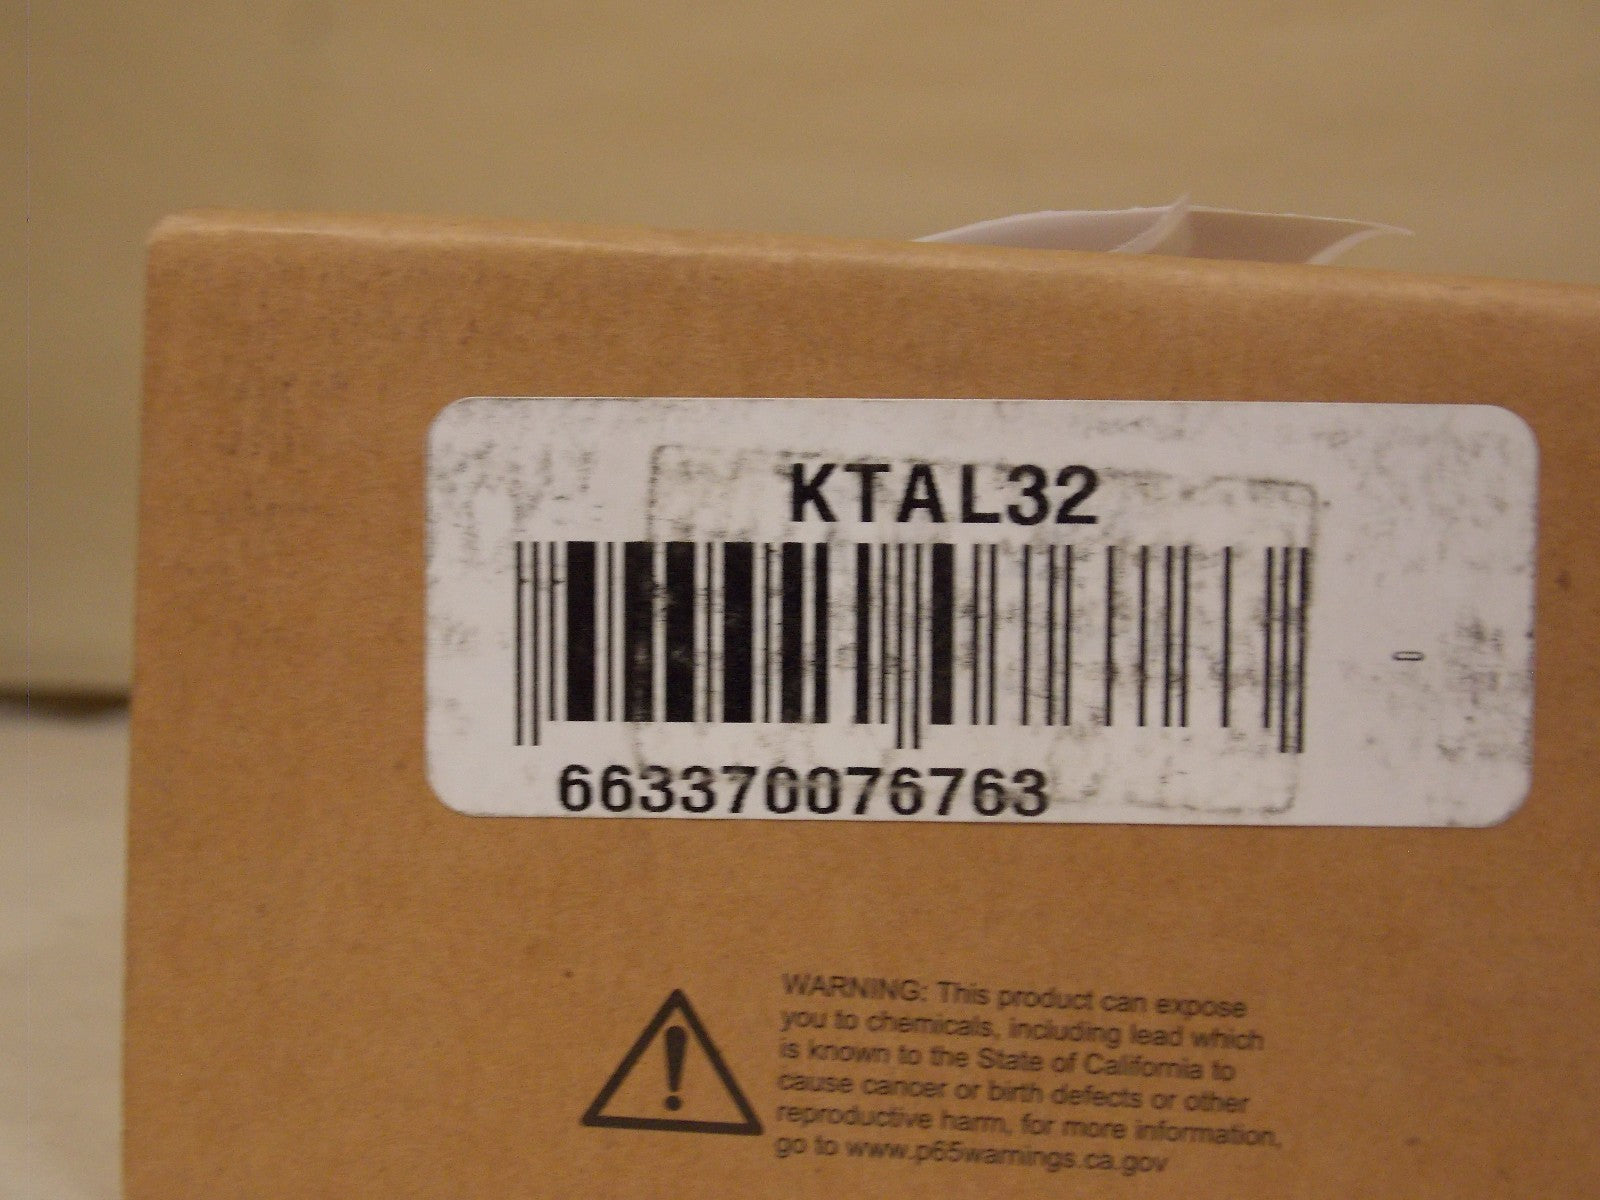 KTAL32
0
663370076763
WARNING: This product can expose
you to chemicals, including lead which
is known to the State of California to
cause cancer or birth defects or other
reproductive harm, for more information,
go to www.p65warnings.ca.gov